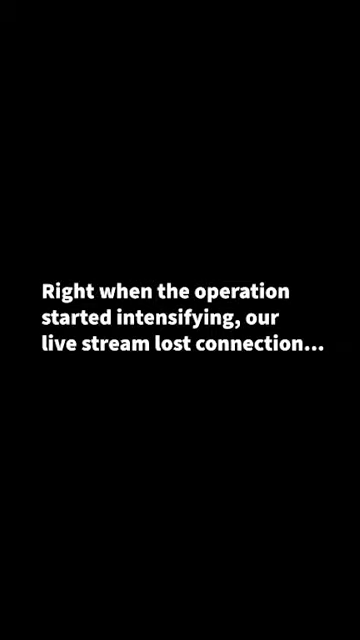 Right when the operation
started intensifying, our
live stream lost connection...